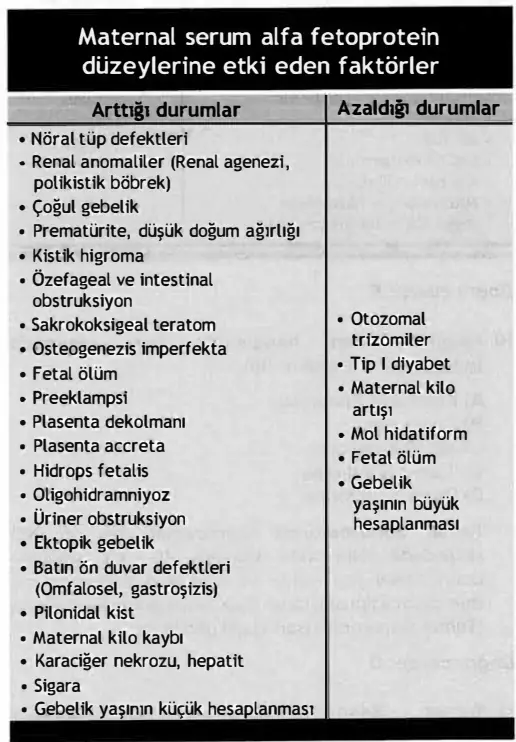 Maternal serum alfa fetoprotein
düzeylerine etki eden faktörler
Arttığı durumlar
• Nöral tüp defektleri
• Renal anomaliler (Renal agenezi,
polikistik böbrek)
• Çoğul gebelik
• Prematürite, düşük doğum ağırlığı
• Kistik higroma
• Özefageal ve intestinal
obstruksiyon
• Sakrokoksigeal teratom
• Osteogenezis imperfekta
• Fetal ölüm
• Preeklampsi
• Plasenta dekolmanı
• Plasenta accreta
• Hidrops fetalis
• Oligohidramniyoz
• Üriner obstruksiyon
• Ektopik gebelik
• Batın ön duvar defektleri
(Omfalosel, gastroşizis)
• Pilonidal kist
• Maternal kilo kaybı
• Karaciğer nekrozu, hepatit
• Sigara
• Gebelik yaşının küçük hesaplanması
Azaldığı durumlar
• Otozomal
trizomiler
• Tip I diyabet
• Maternal kilo
artışı
• Mol hidatiform
• Fetal ölüm
• Gebelik
yaşının büyük
hesaplanması